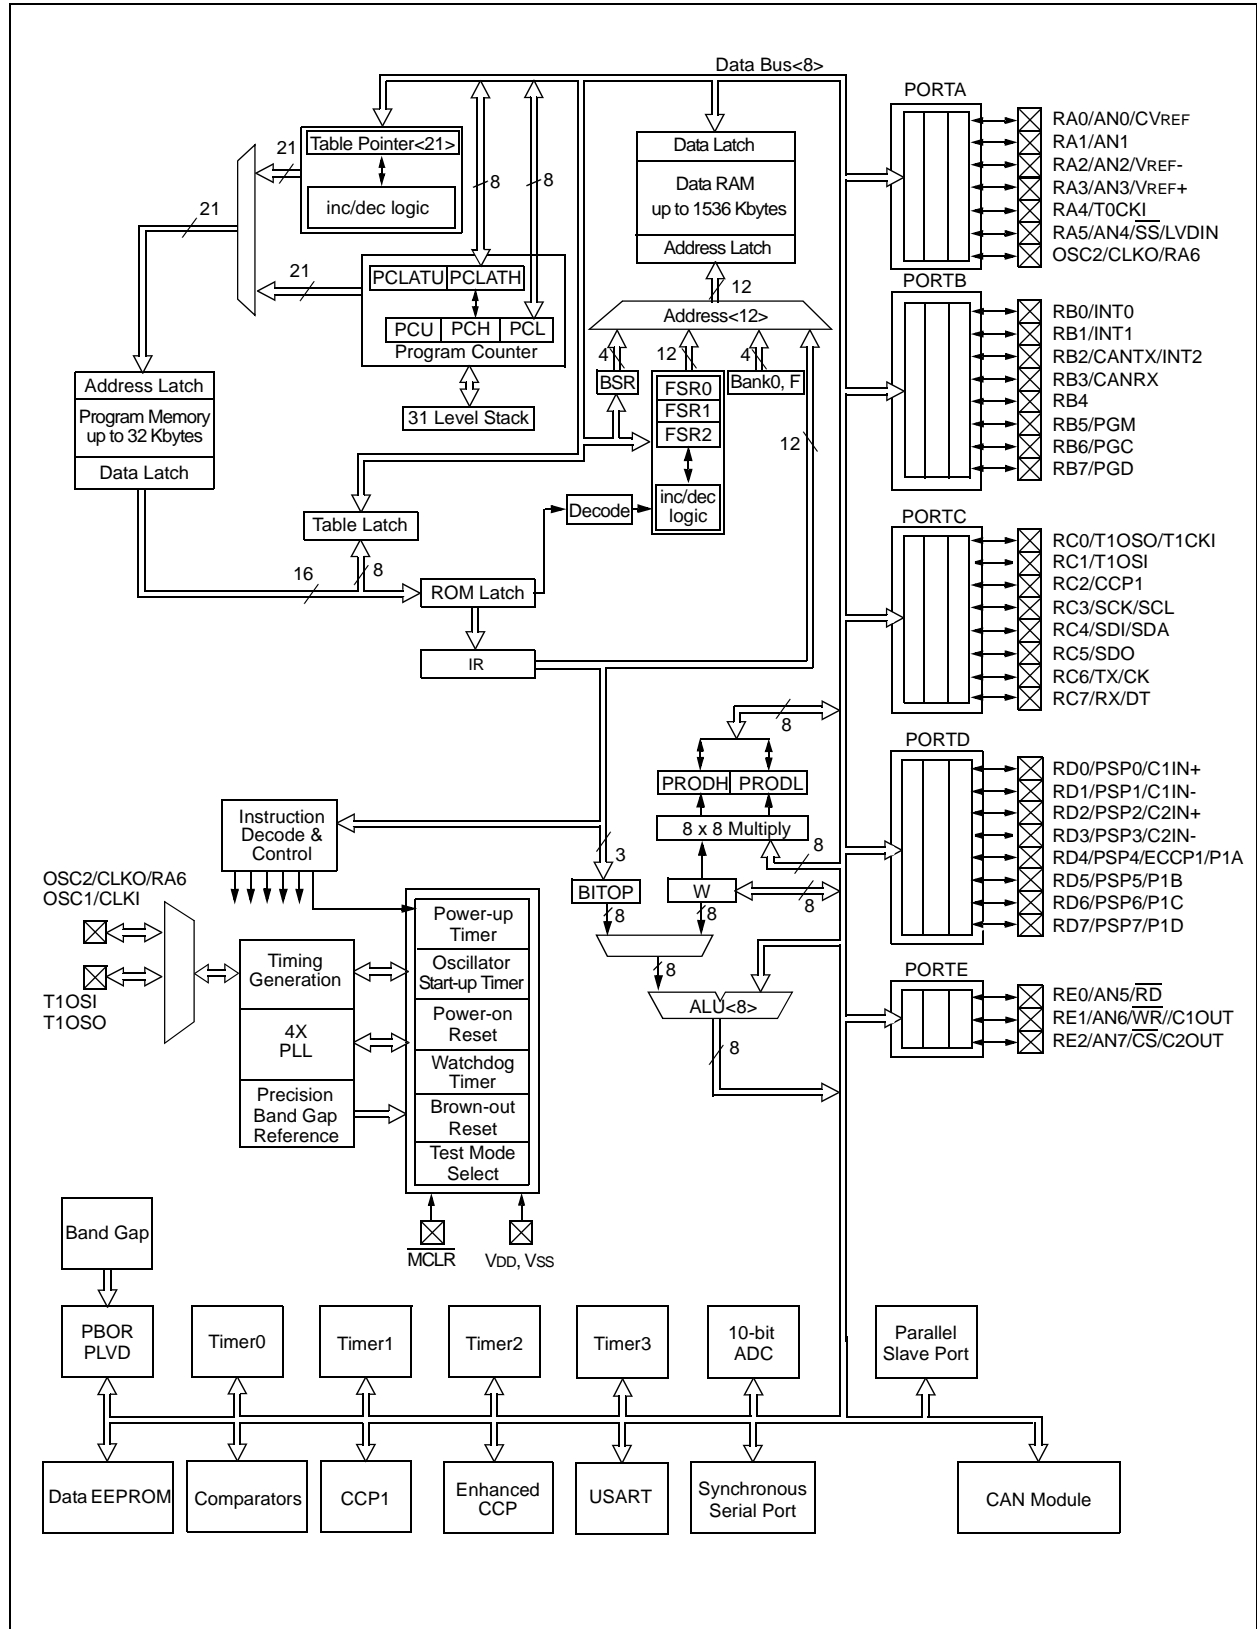 Data Bus<8>
Table Pointer<21>
inc/dec logic
21
21
21
8
8
PCLATU PCLATH
PCU PCH PCL
Program Counter
31 Level Stack
Address Latch
Program Memory
up to 32 Kbytes
Data Latch
16
8
Table Latch
ROM Latch
IR
Data Latch
Data RAM
up to 1536 Kbytes
Address Latch
12
Address<12>
4
12
4
BSR
FSR0
FSR1
FSR2
inc/dec
logic
Bank0, F
12
Decode
8
PRODH PRODL
8 x 8 Multiply
8
3
BITOP
8
W
8
8
8
ALU<8>
8
Instruction
Decode &
Control
OSC2/CLKO/RA6
OSC1/CLKI
T1OSI
T1OSO
Timing
Generation
4X
PLL
Precision
Band Gap
Reference
Power-up
Timer
Oscillator
Start-up Timer
Power-on
Reset
Watchdog
Timer
Brown-out
Reset
Test Mode
Select
MCLR
VDD, VSS
PORTA
RA0/AN0/CVREF
RA1/AN1
RA2/AN2/VREF-
RA3/AN3/VREF+
RA4/T0CKI
RA5/AN4/SS/LVDIN
OSC2/CLKO/RA6
PORTB
RB0/INT0
RB1/INT1
RB2/CANTX/INT2
RB3/CANRX
RB4
RB5/PGM
RB6/PGC
RB7/PGD
PORTC
RC0/T1OSO/T1CKI
RC1/T1OSI
RC2/CCP1
RC3/SCK/SCL
RC4/SDI/SDA
RC5/SDO
RC6/TX/CK
RC7/RX/DT
PORTD
RD0/PSP0/C1IN+
RD1/PSP1/C1IN-
RD2/PSP2/C2IN+
RD3/PSP3/C2IN-
RD4/PSP4/ECCP1/P1A
RD5/PSP5/P1B
RD6/PSP6/P1C
RD7/PSP7/P1D
PORTE
RE0/AN5/RD
RE1/AN6/WR//C1OUT
RE2/AN7/CS/C2OUT
Band Gap
PBOR
PLVD
Timer0
Timer1
Timer2
Timer3
10-bit
ADC
Parallel
Slave Port
Data EEPROM
Comparators
CCP1
Enhanced
CCP
USART
Synchronous
Serial Port
CAN Module